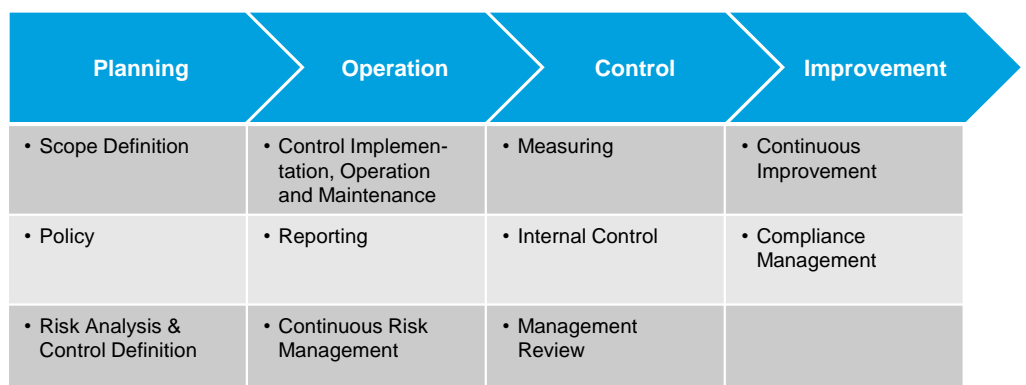 Planning Operation Control Improvement
• Scope Definition
• Control Implemen-
tation, Operation
and Maintenance
• Measuring
• Continuous
Improvement
• Policy
• Reporting
• Internal Control
• Compliance
Management
• Risk Analysis &
Control Definition
• Continuous Risk
Management
• Management
Review